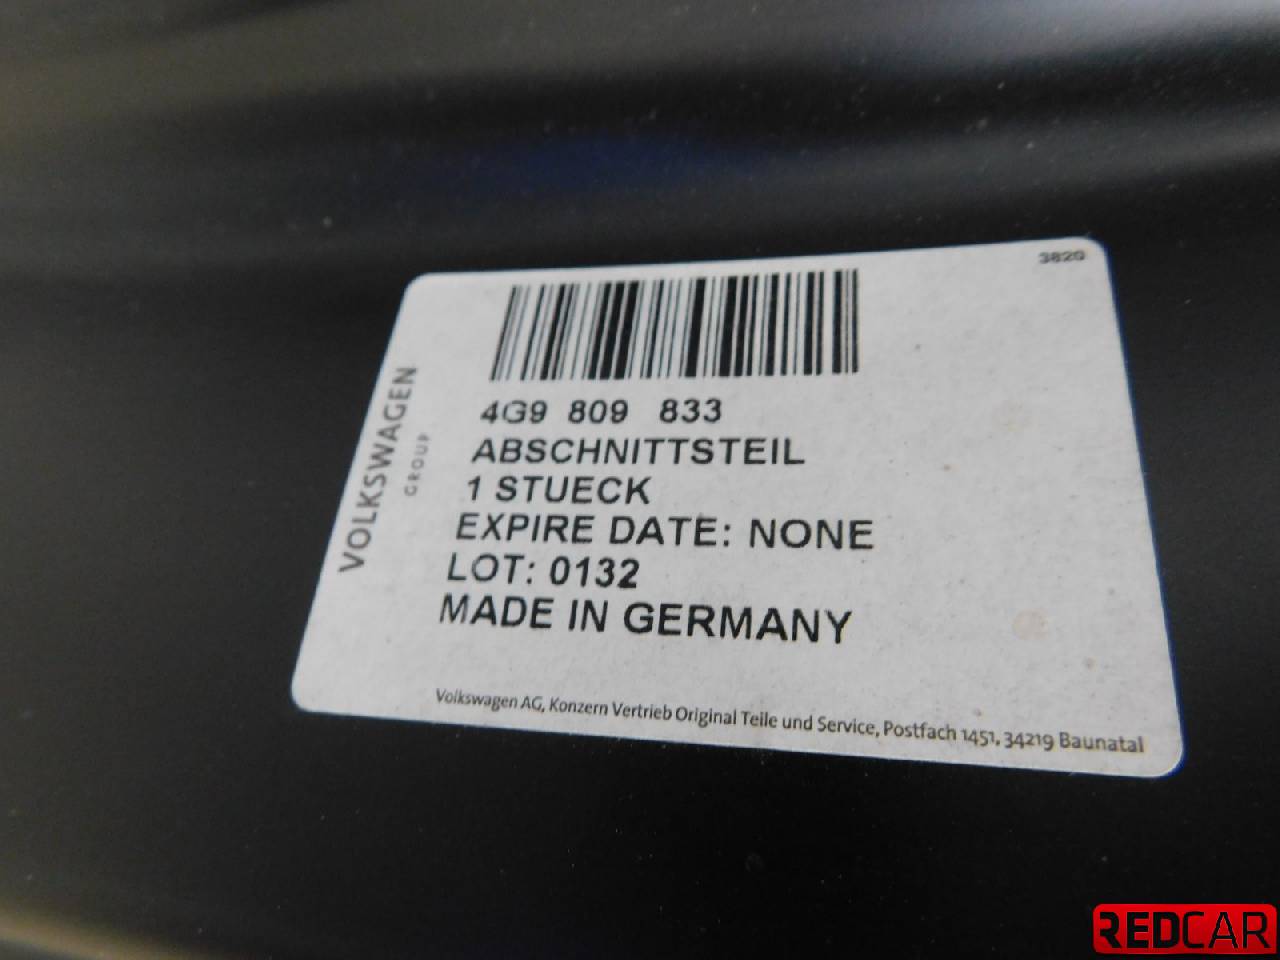 3820
4G9 809 833
ABSCHNITTSTEIL
1 STUECK
EXPIRE DATE: NONE
LOT: 0132
MADE IN GERMANY
VOLKSWAGEN
GROUP
Volkswagen AG, Konzern Vertrieb Original Teile und Service, Postfach 1451, 34219 Baunatal
REDCAR